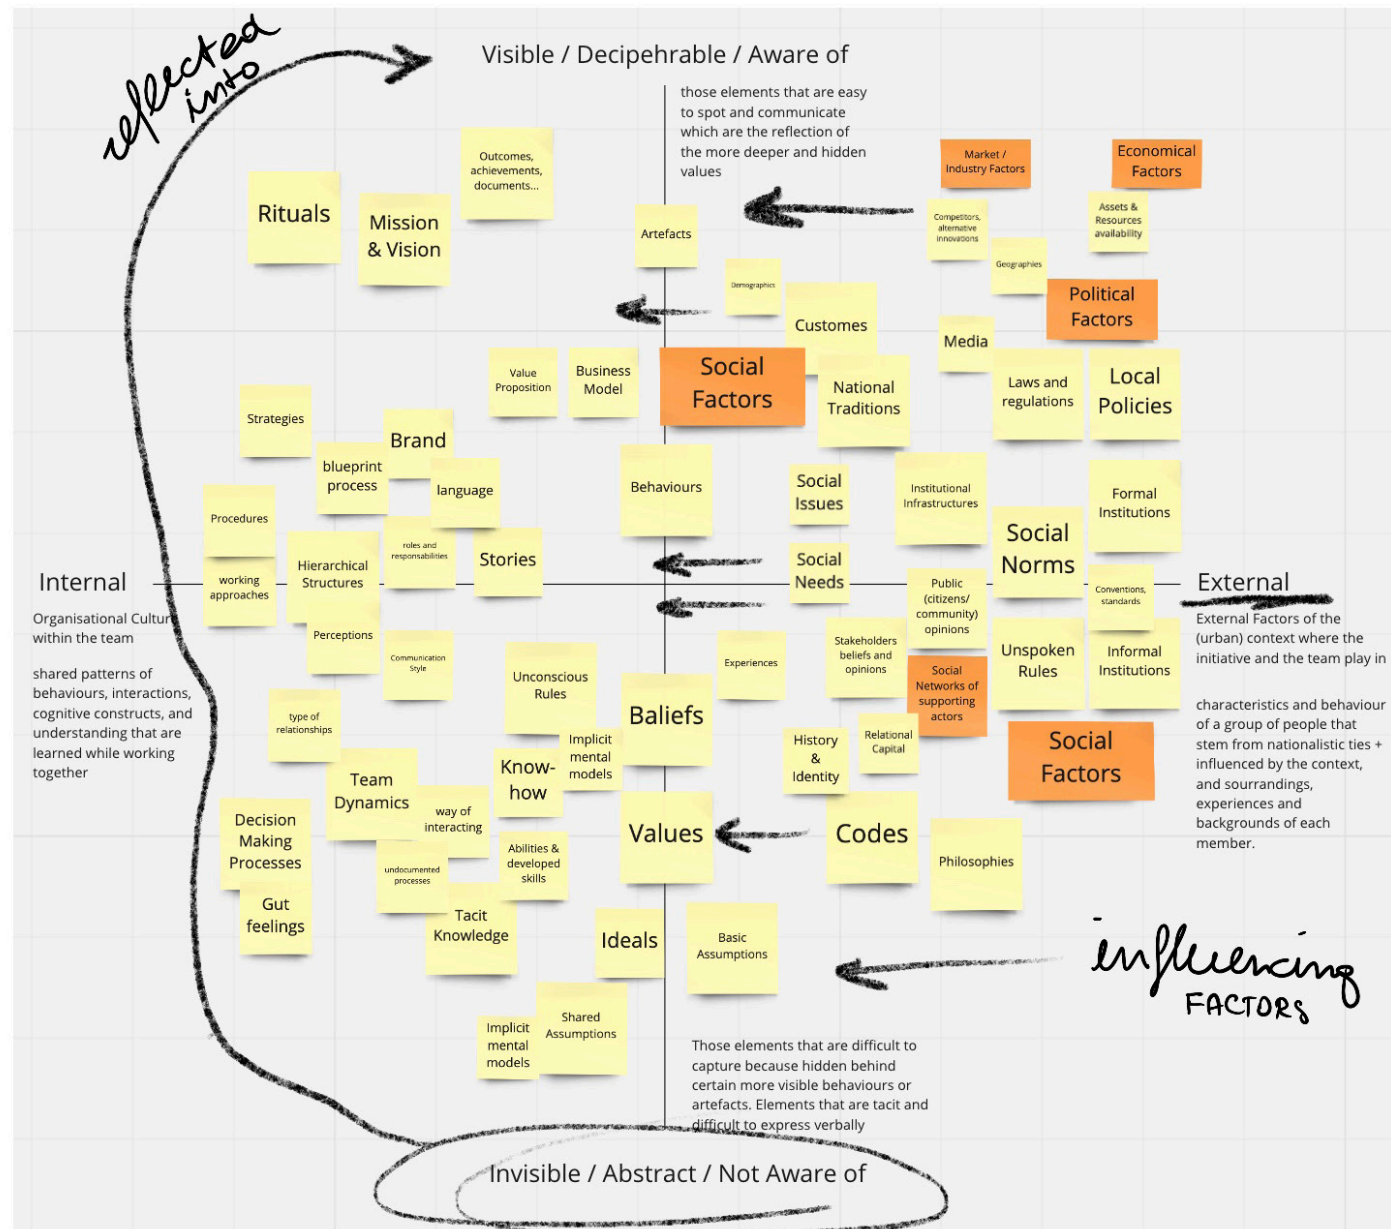 reflected
into
Visible / Decipehrable / Aware of
those elements that are easy
to spot and communicate
which are the reflection of
the more deeper and hidden
values
Outcomes,
achievements,
documents...
Rituals
Mission
& Vision
Artefacts
Market /
Industry Factors
Economical
Factors
Competitors,
alternative
innovations
Assets &
Resources
availability
Geographies
Demographics
Customes
Political
Factors
Media
Value
Proposition
Business
Model
Social
Factors
National
Traditions
Laws and
regulations
Local
Policies
Strategies
Brand
blueprint
process
language
Behaviours
Social
Issues
Institutional
Infrastructures
Formal
Institutions
Procedures
roles and
responsabilities
Stories
Hierarchical
Structures
working
approaches
Social
Needs
Social
Norms
Public
(citizens/
community)
opinions
Conventions,
standards
Internal
Organisational Culture
within the team
shared patterns of
behaviours, interactions,
cognitive constructs, and
understanding that are
learned while working
together
External
External Factors of the
(urban) context where the
initiative and the team play in
characteristics and behaviour
of a group of people that
stem from nationalistic ties +
influenced by the context,
and sourrandings,
experiences and
backgrounds of each
member.
Perceptions
Communication
Style
Unconscious
Rules
Experiences
Stakeholders
beliefs and
opinions
Unspoken
Rules
Informal
Institutions
Social
Networks of
supporting
actors
type of
relationships
Baliefs
Implicit
mental
models
History
&
Identity
Relational
Capital
Social
Factors
Team
Dynamics
Know-
how
way of
interacting
Decision
Making
Processes
Values
Codes
Philosophies
Abilities &
developed
skills
undocumented
processes
Gut
feelings
Tacit
Knowledge
Ideals
Basic
Assumptions
influencing
FACTORS
Implicit
mental
models
Shared
Assumptions
Those elements that are difficult to
capture because hidden behind
certain more visible behaviours or
artefacts. Elements that are tacit and
difficult to express verbally
Invisible / Abstract / Not Aware of